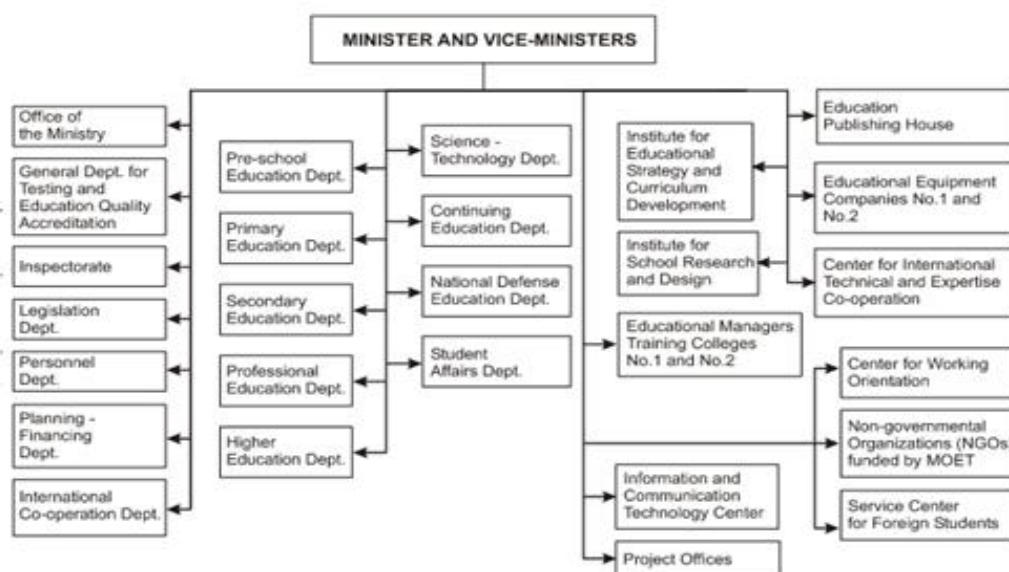 MINISTER AND VICE-MINISTERS
Office of
the Ministry
General Dept. for
Testing and
Education Quality
Accreditation
Inspectorate
Legislation
Dept.
Personnel
Dept.
Planning -
Financing
Dept.
International
Co-operation Dept.
Pre-school
Education Dept.
Primary
Education Dept.
Secondary
Education Dept.
Professional
Education Dept.
Higher
Education Dept.
Science -
Technology Dept.
Continuing
Education Dept.
National Defense
Education Dept.
Student
Affairs Dept.
Institute for
Educational
Strategy and
Curriculum
Development
Institute for
School Research
and Design
Educational Managers
Training Colleges
No.1 and No.2
Information and
Communication
Technology Center
Project Offices
Education
Publishing House
Educational Equipment
Companies No.1 and
No.2
Center for International
Technical and Expertise
Co-operation
Center for Working
Orientation
Non-governmental
Organizations (NGOs
funded by MOET
Service Center
for Foreign Students